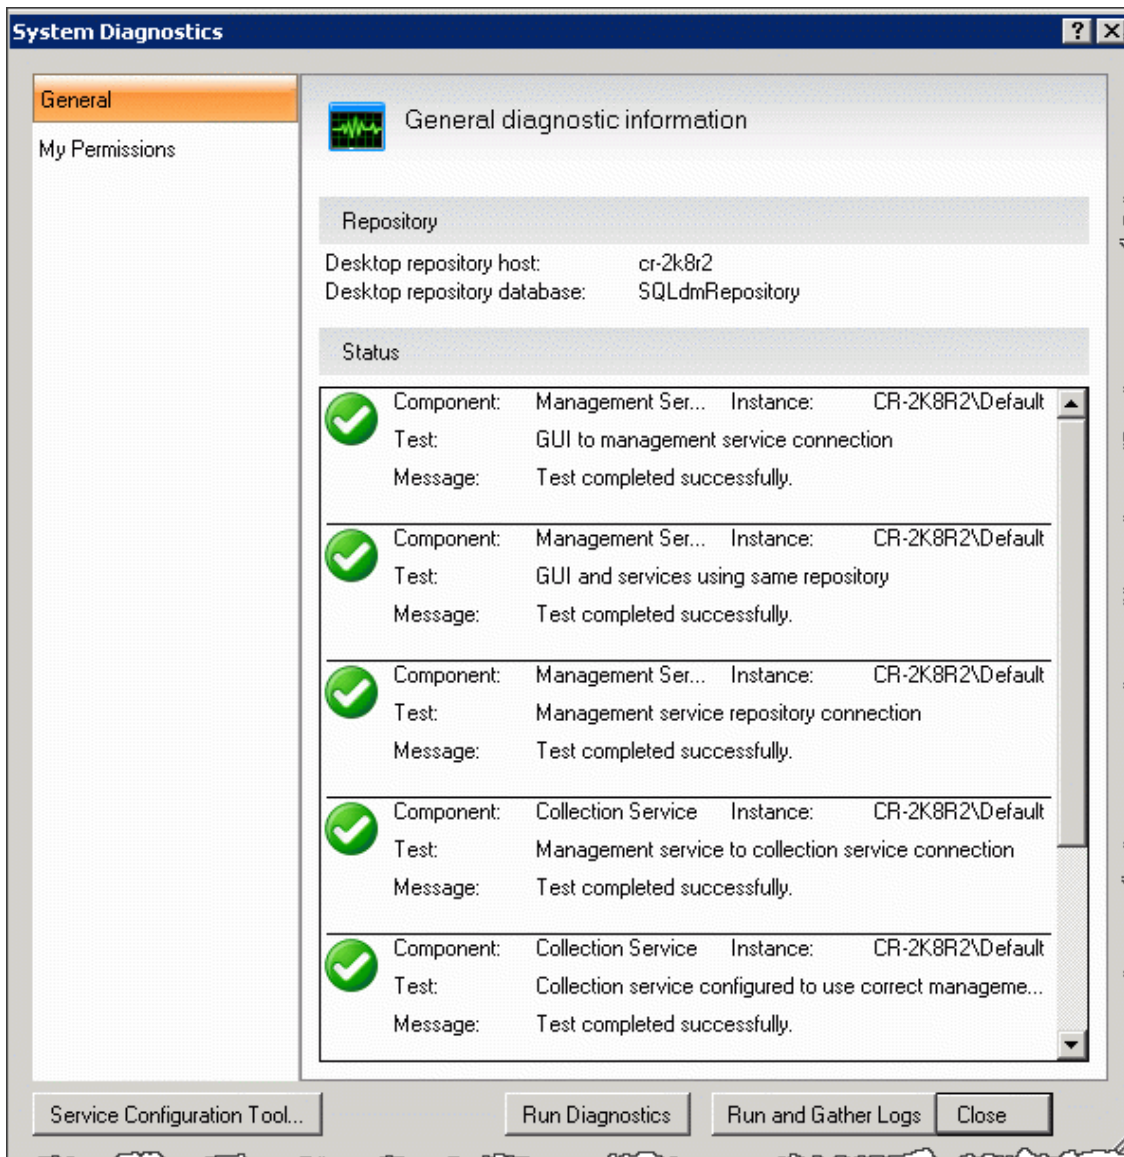 System Diagnostics
General
My Permissions
General diagnostic information
Repository
Desktop repository host: cr-2k8r2
Desktop repository database: SQLdmRepository
Status
Component: Management Ser... Instance: CR-2K8R2\Default
Test: GUI to management service connection
Message: Test completed successfully.
Component: Management Ser... Instance: CR-2K8R2\Default
Test: GUI and services using same repository
Message: Test completed successfully.
Component: Management Ser... Instance: CR-2K8R2\Default
Test: Management service repository connection
Message: Test completed successfully.
Component: Collection Service Instance: CR-2K8R2\Default
Test: Management service to collection service connection
Message: Test completed successfully.
Component: Collection Service Instance: CR-2K8R2\Default
Test: Collection service configured to use correct manageme...
Message: Test completed successfully.
Service Configuration Tool... Run Diagnostics Run and Gather Logs Close